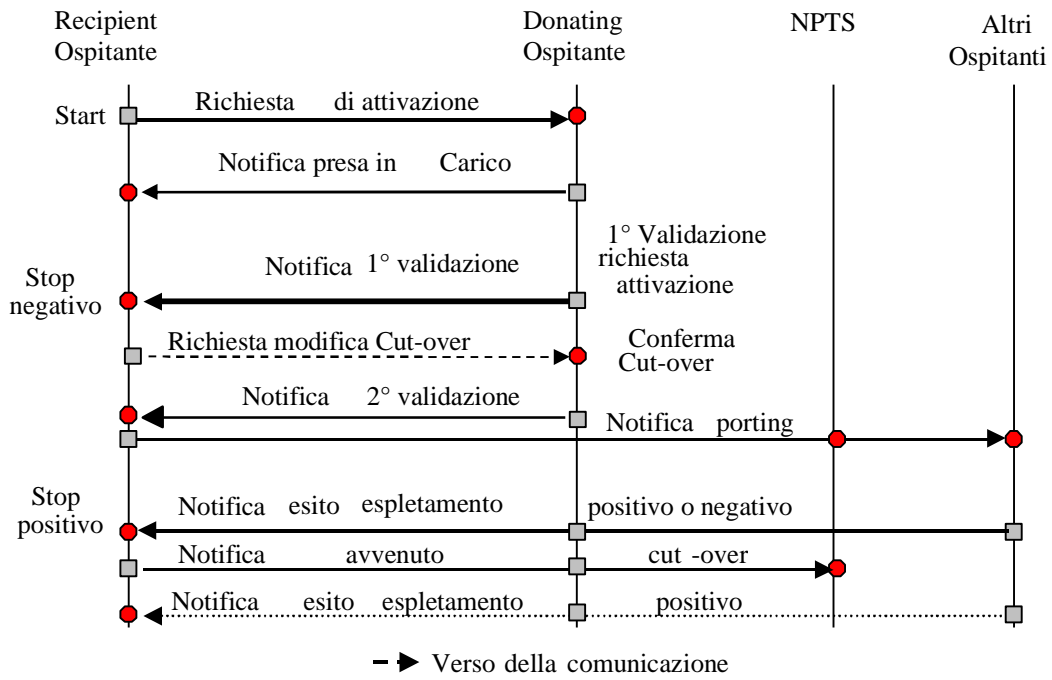 Recipient
Ospitante
Donating
Ospitante
NPTS
Altri
Ospitanti
Start
Richiesta di attivazione
Notifica presa in Carico
1° Validazione
richiesta
attivazione
Notifica 1° validazione
Stop
negativo
Richiesta modifica Cut-over
Conferma
Cut-over
Notifica 2° validazione
Notifica porting
Stop
positivo
Notifica esito espletamento positivo o negativo
Notifica avvenuto cut -over
Notifica esito espletamento positivo
Verso della comunicazione